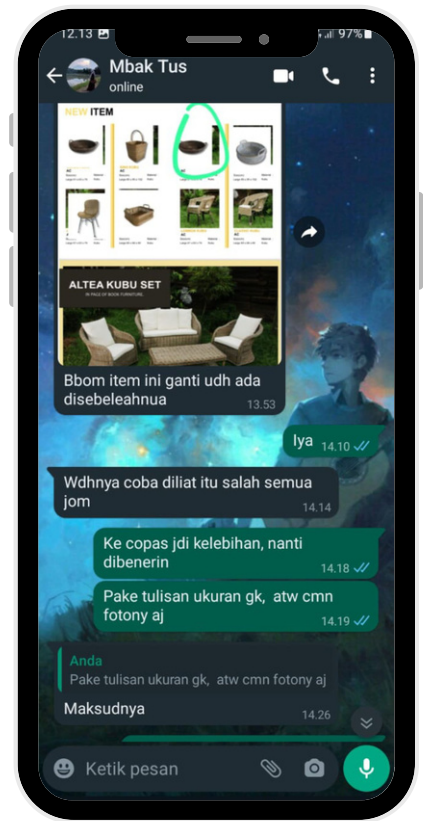 12.13
97%
Mbak Tus
online
NEW ITEM
ALTEA KUBU SET
Bbom item ini ganti udh ada
disebeleahnua
13.53
Iya 14.10
Wdhnya coba diliat itu salah semua
jom
14.14
Ke copas jdi kelebihan, nanti
dibenerin
14.18
Pake tulisan ukuran gk, atw cmn
fotony aj
14.19
Anda
Pake tulisan ukuran gk, atw cmn fotony aj
Maksudnya
14.26
Ketik pesan